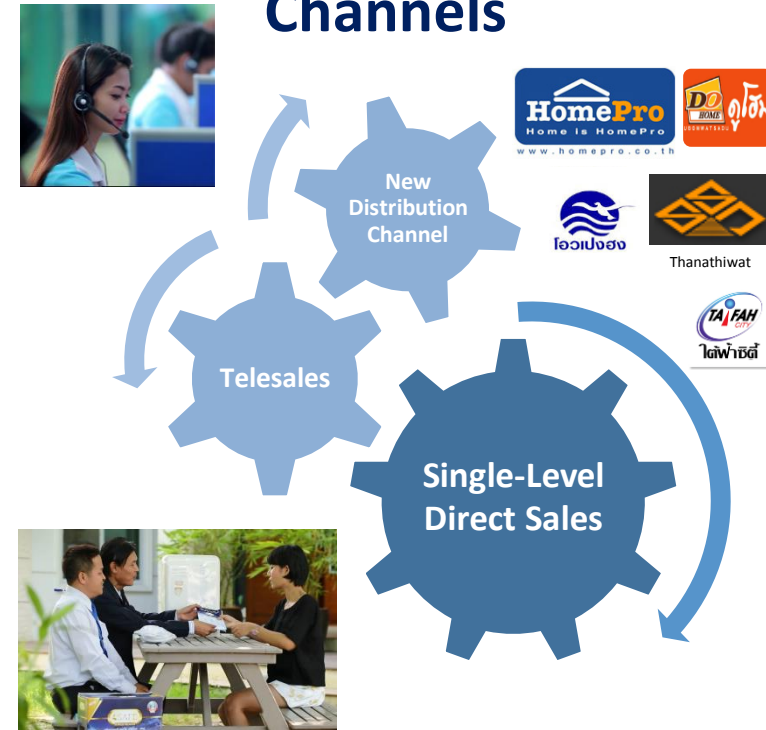 Channels
HomePro
Home is HomePro
www.homepro.co.th
DO
HOME
ดูโฮม
New
Distribution
Channel
โอวเปงฮง
Thanathiwat
TAIFAH
CITY
ไต้ฟ้าซิตี้
Telesales
Single-Level
Direct Sales
SAFE